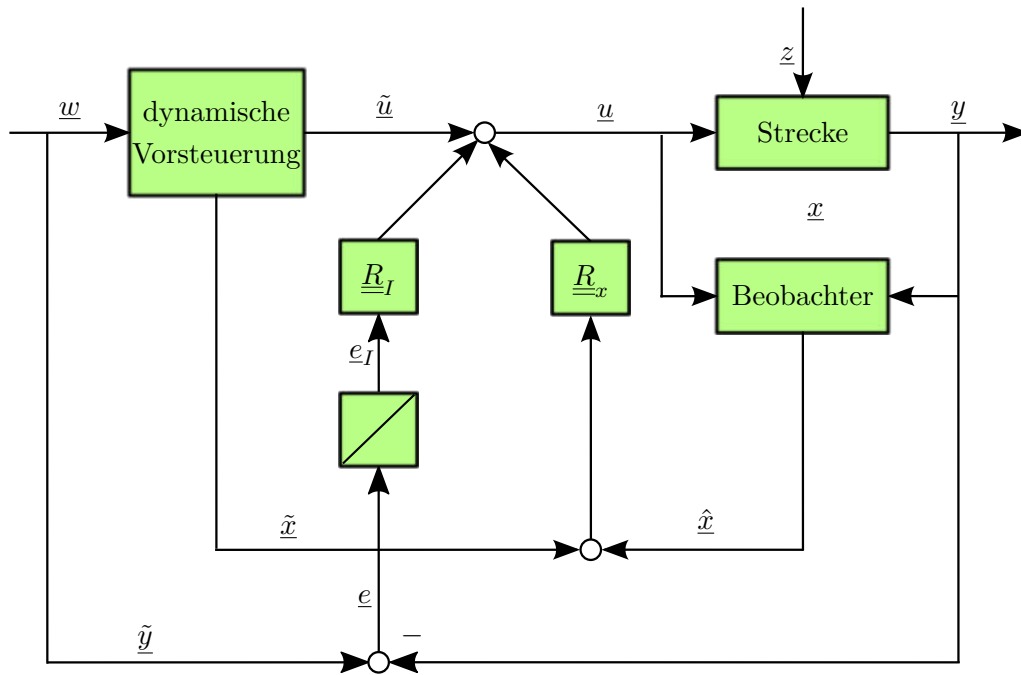 z
w
ũ
u
y
dynamische
Vorsteuerung
Strecke
x
R_I
R_x
Beobachter
e_I
x̃
x̂
e
ỹ
−